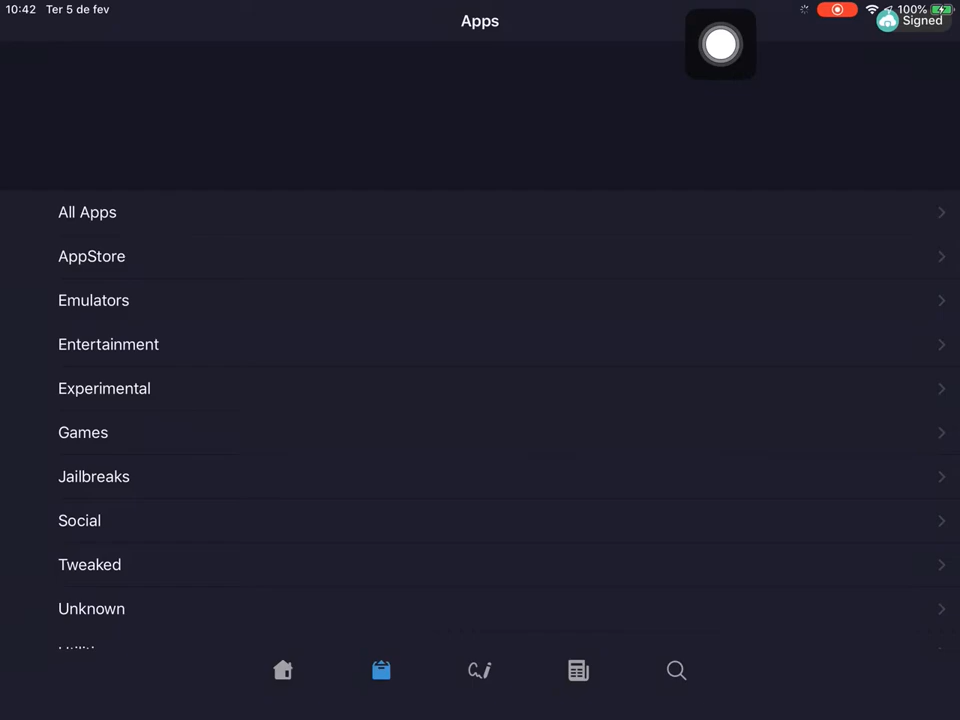 10:42 Ter 5 de fev
100%
Apps
Signed
All Apps
AppStore
Emulators
Entertainment
Experimental
Games
Jailbreaks
Social
Tweaked
Unknown